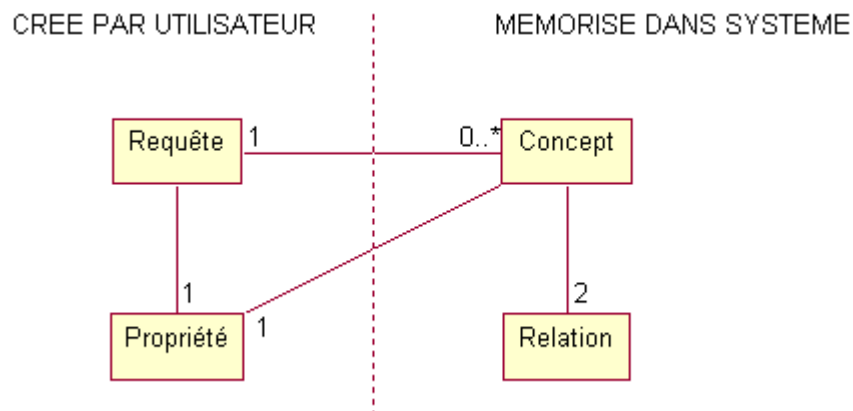 CREE PAR UTILISATEUR
MEMORISE DANS SYSTEME
Requête
1
0..*
Concept
1
2
Propriété
1
Relation